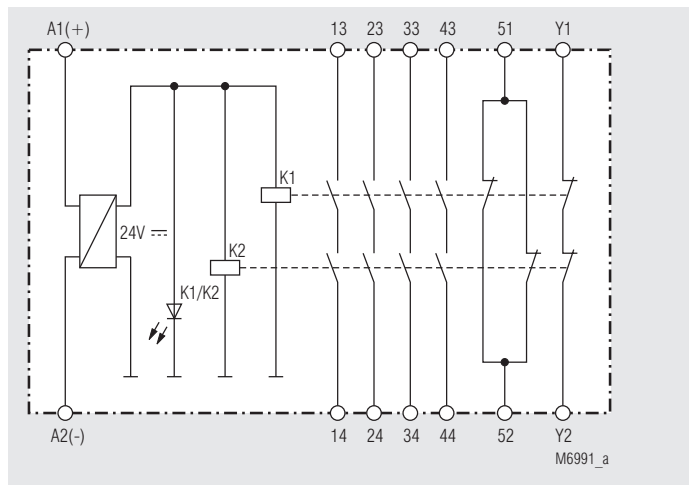 A1(+) 13 23 33 43 51 Y1
K1
24V
K2
K1/K2
A2(-) 14 24 34 44 52 Y2
M6991_a